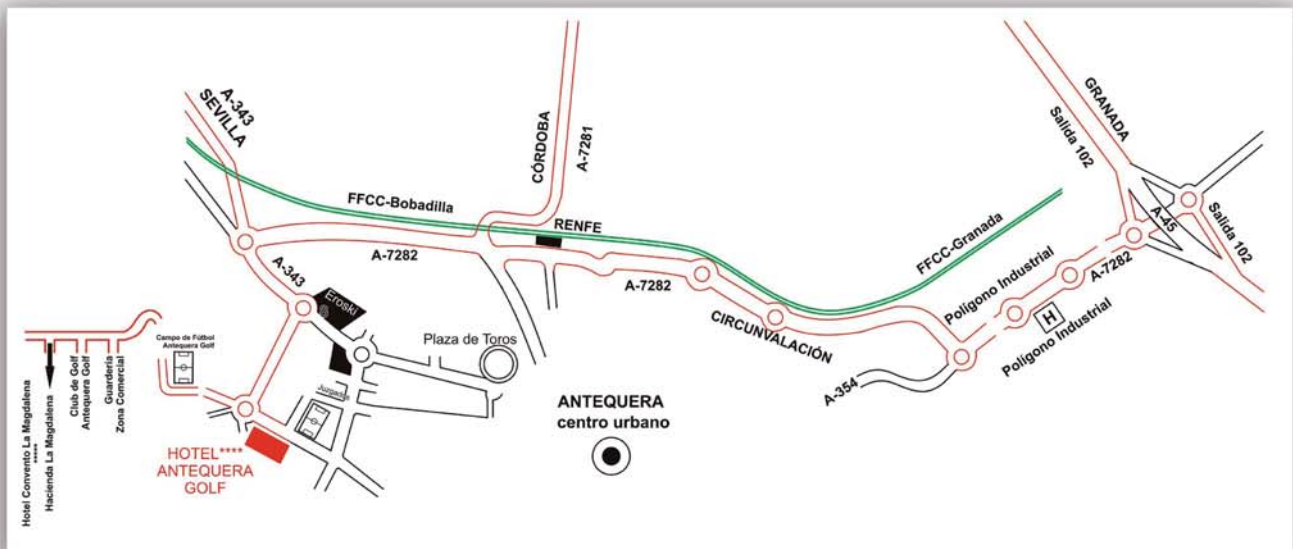 A-343
SEVILLA
FFCC-Bobadilla
CÓRDOBA
A-7281
GRANADA
Salida 102
A-45
Salida 102
RENFE
A-7282
A-343
FFCC-Granada
A-7282
A-7282
Polígono Industrial
H
Polígono Industrial
CIRCUNVALACIÓN
A-354
Eroski
Plaza de Toros
Juzgados
Campo de Fútbol
Antequera Golf
Hotel Convento La Magdalena
*****
Hacienda La Magdalena
Club de Golf
Antequera Golf
Guardería
Zona Comercial
HOTEL****
ANTEQUERA
GOLF
ANTEQUERA
centro urbano